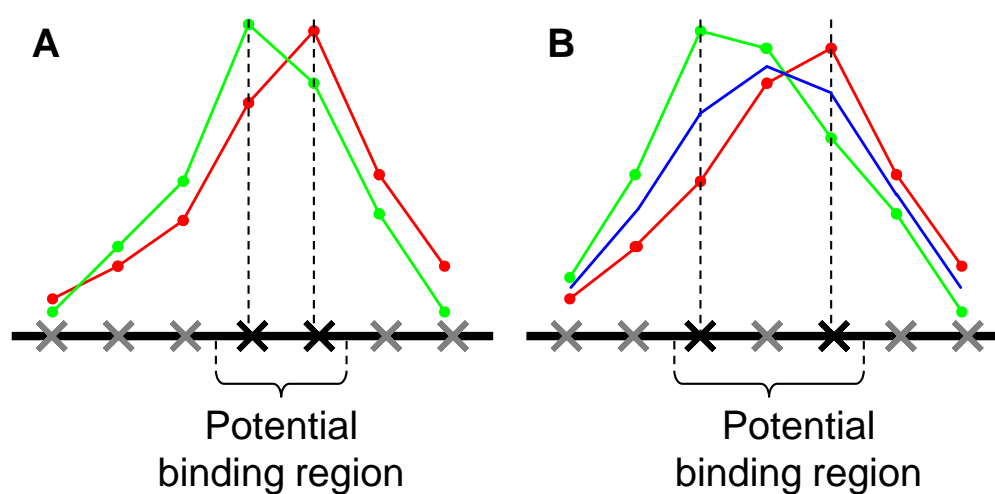 A
B
Potential
binding region
Potential
binding region